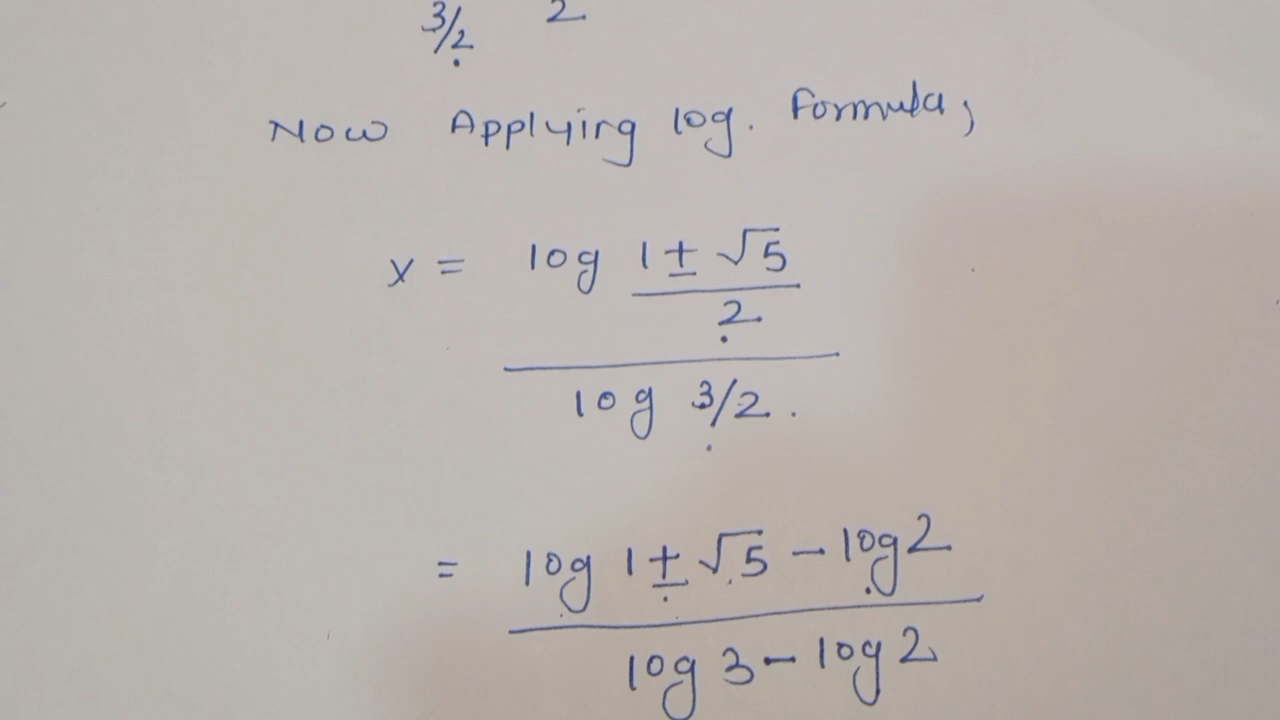 3/2 2
Now Applying log. Formula,
x = log 1 ± √5
2
log 3/2.
= log 1 ± √5 - log 2
log 3 - log 2